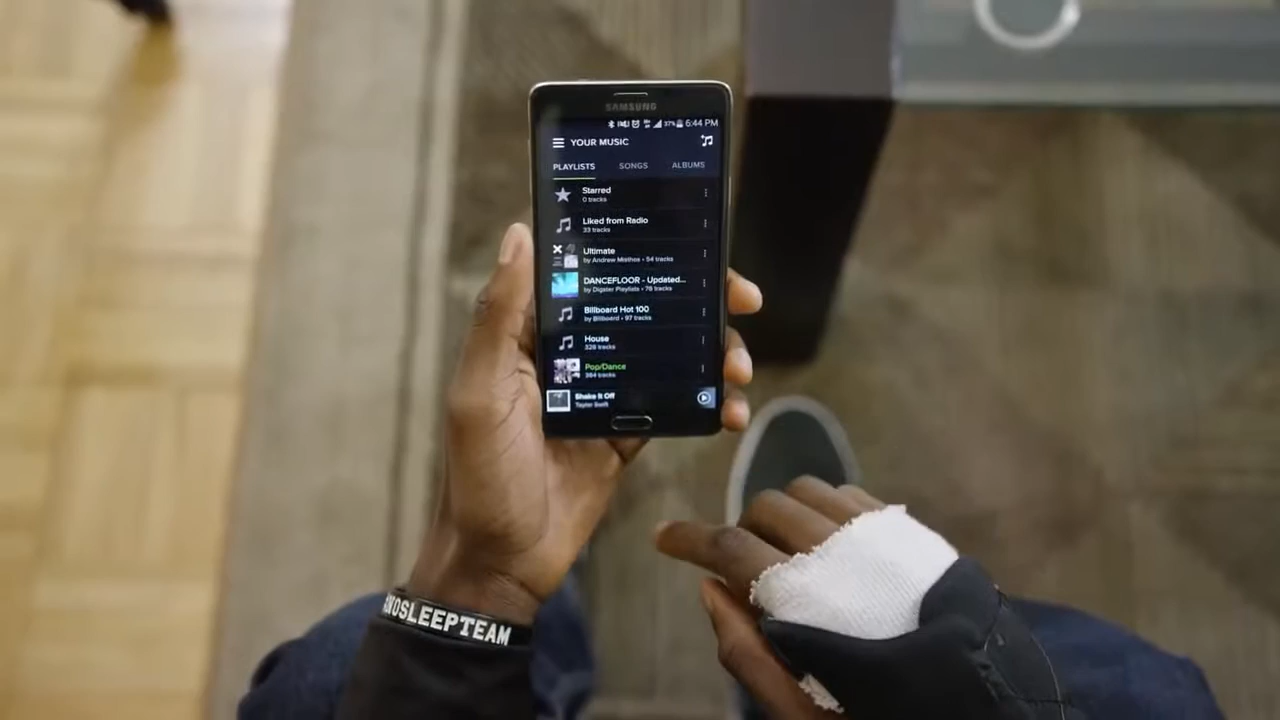 SAMSUNG
37% 6:44 PM
YOUR MUSIC
PLAYLISTS SONGS ALBUMS
Starred
0 tracks
Liked from Radio
33 tracks
Ultimate
by Andrew Misthos • 54 tracks
DANCEFLOOR - Updated...
by Digster Playlists • 76 tracks
Billboard Hot 100
by Billboard • 97 tracks
House
326 tracks
Pop/Dance
384 tracks
Shake It Off
Taylor Swift
#NOSLEEPTEAM